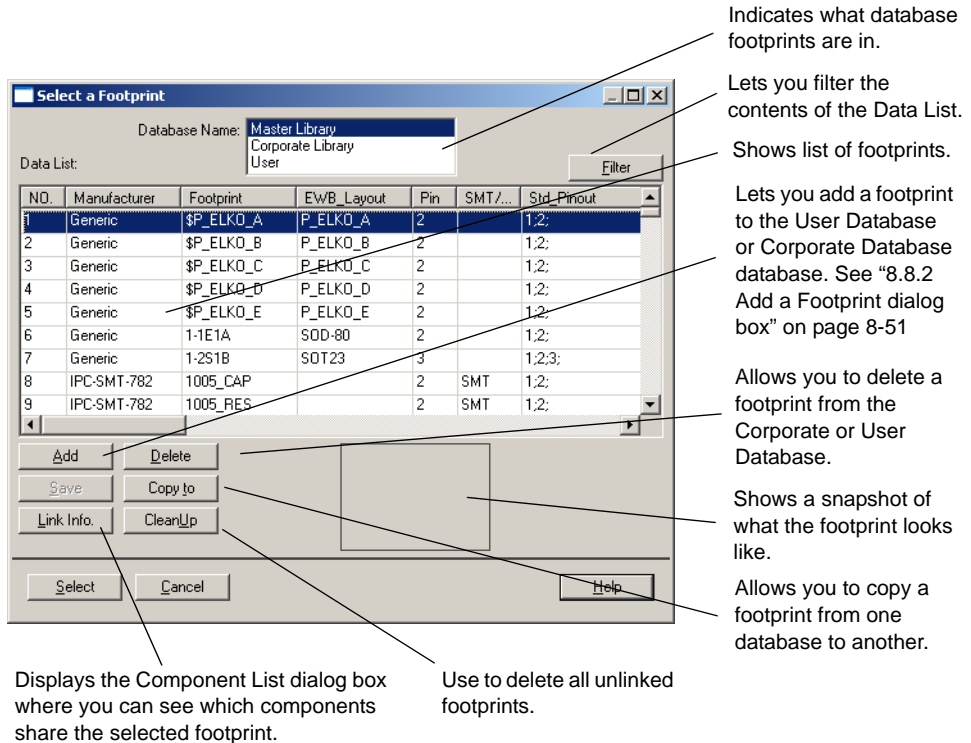 Indicates what database
footprints are in.
Select a Footprint
Lets you filter the
contents of the Data List.
Database Name:
Master Library
Corporate Library
User
Data List:
Filter
Shows list of footprints.
NO. Manufacturer Footprint EWB_Layout Pin SMT/... Std_Pinout
1 Generic $P_ELKO_A P_ELKO_A 2 1;2;
2 Generic $P_ELKO_B P_ELKO_B 2 1;2;
3 Generic $P_ELKO_C P_ELKO_C 2 1;2;
4 Generic $P_ELKO_D P_ELKO_D 2 1;2;
5 Generic $P_ELKO_E P_ELKO_E 2 1;2;
6 Generic 1-1E1A SOD-80 2 1;2;
7 Generic 1-2S1B SOT23 3 1;2;3;
8 IPC-SMT-782 1005_CAP 2 SMT 1;2;
9 IPC-SMT-782 1005_RES 2 SMT 1;2;
Lets you add a footprint
to the User Database
or Corporate Database
database. See “8.8.2
Add a Footprint dialog
box” on page 8-51
Allows you to delete a
footprint from the
Corporate or User
Database.
Add Delete
Save Copy to
Link Info. CleanUp
Shows a snapshot of
what the footprint looks
like.
Select Cancel Help
Allows you to copy a
footprint from one
database to another.
Displays the Component List dialog box
where you can see which components
share the selected footprint.
Use to delete all unlinked
footprints.